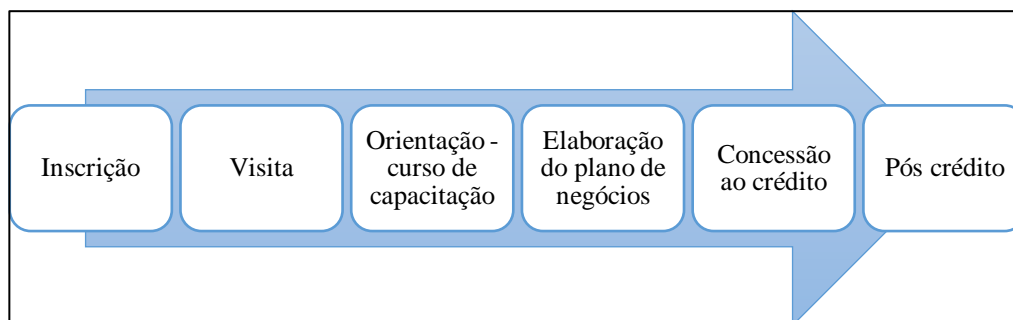 Inscrição
Visita
Orientação -
curso de
capacitação
Elaboração
do plano de
negócios
Concessão
ao crédito
Pós crédito